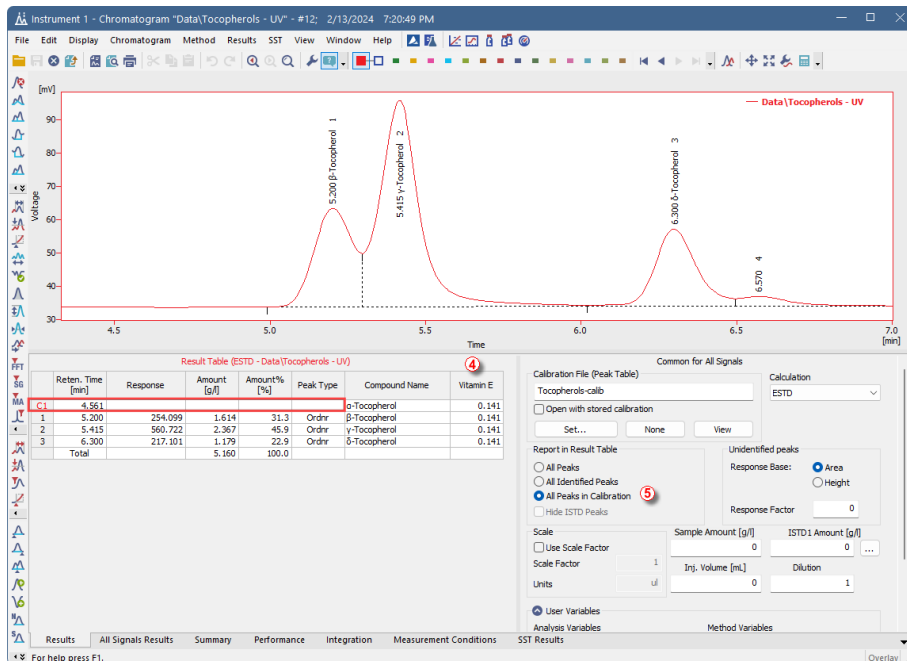 Instrument 1 - Chromatogram "Data\Tocopherols - UV" - #12; 2/13/2024 7:20:49 PM
File Edit Display Chromatogram Method Results SST View Window Help
[mV]
90
80
70
60
50
40
30
Voltage
5.200 β-Tocopherol 1
5.415 γ-Tocopherol 2
6.300 δ-Tocopherol 3
6.570 4
Data\Tocopherols - UV
4.5 5.0 5.5 6.0 6.5 7.0
Time [min]
FFT
SG
MA
Result Table (ESTD - Data\Tocopherols - UV)
4
Reten. Time [min] Response Amount [g/l] Amount% [%] Peak Type Compound Name Vitamin E
C1 4.561 α-Tocopherol 0.141
1 5.200 254.099 1.614 31.3 Ordnr β-Tocopherol 0.141
2 5.415 560.722 2.367 45.9 Ordnr γ-Tocopherol 0.141
3 6.300 217.101 1.179 22.9 Ordnr δ-Tocopherol 0.141
Total 5.160 100.0
Common for All Signals
Calibration File (Peak Table) Calculation
Tocopherols-calib ESTD
Open with stored calibration
Set... None View
Report in Result Table Unidentified peaks
All Peaks Response Base: Area
All Identified Peaks Height
All Peaks in Calibration 5
Hide ISTD Peaks Response Factor 0
Scale Sample Amount [g/l] ISTD1 Amount [g/l]
Use Scale Factor 0 0 ...
Scale Factor 1 Inj. Volume [mL] Dilution
Units ul 0 1
User Variables
Analysis Variables Method Variables
Results All Signals Results Summary Performance Integration Measurement Conditions SST Results
For help press F1. Overlay